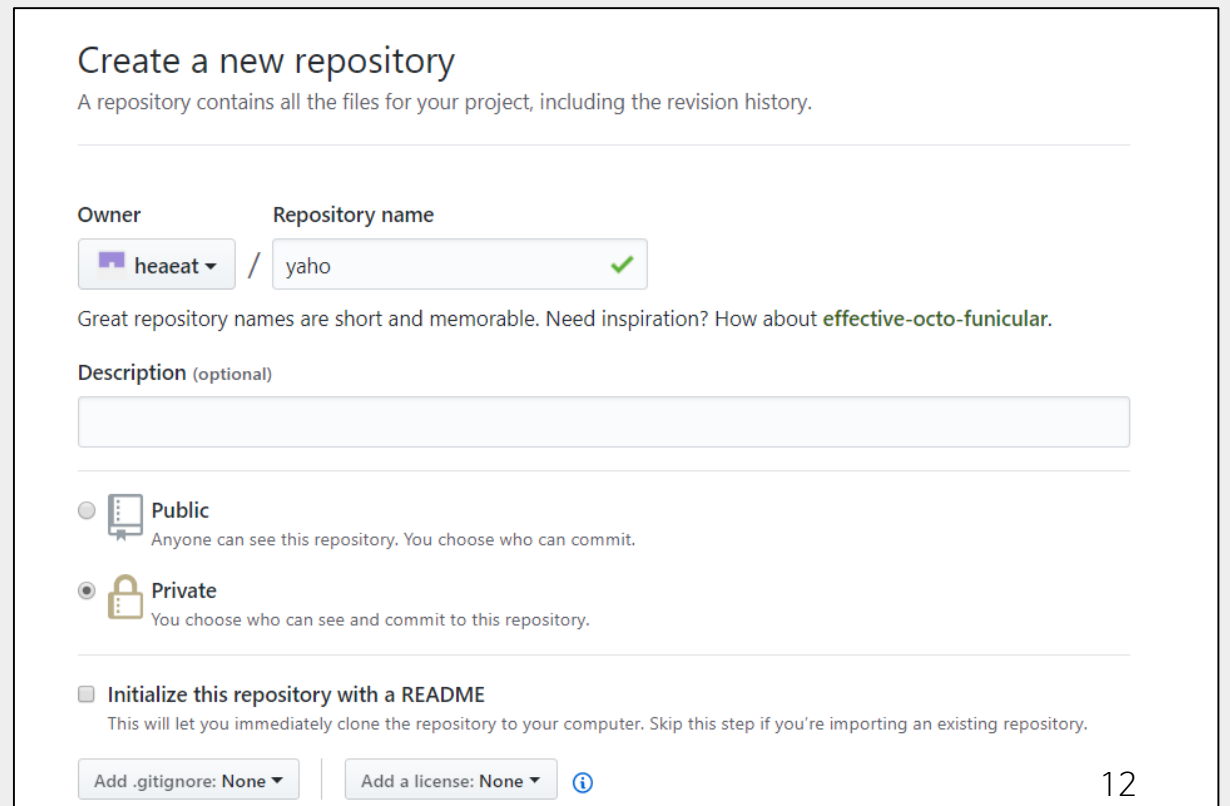 Create a new repository
A repository contains all the files for your project, including the revision history.
Owner Repository name
heaeat / yaho
Great repository names are short and memorable. Need inspiration? How about effective-octo-funicular.
Description (optional)
Public
Anyone can see this repository. You choose who can commit.
Private
You choose who can see and commit to this repository.
Initialize this repository with a README
This will let you immediately clone the repository to your computer. Skip this step if you’re importing an existing repository.
Add .gitignore: None Add a license: None
12